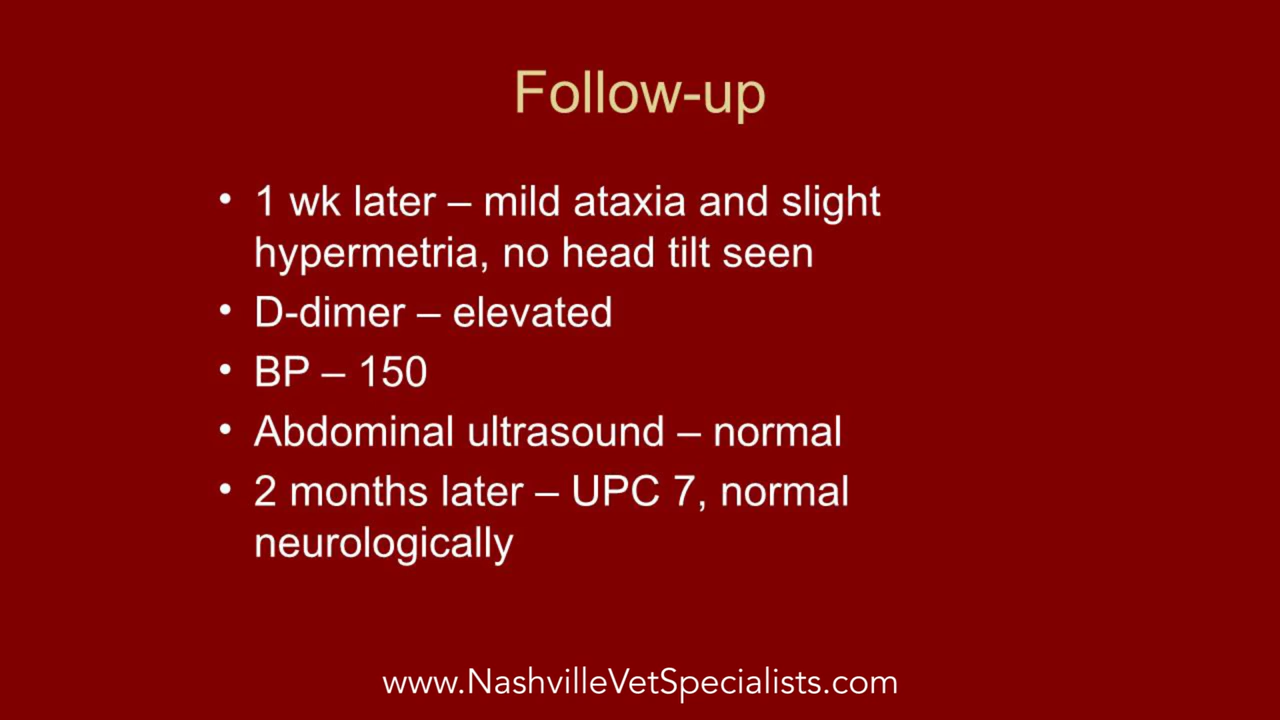 Follow-up
• 1 wk later – mild ataxia and slight
hypermetria, no head tilt seen
• D-dimer – elevated
• BP – 150
• Abdominal ultrasound – normal
• 2 months later – UPC 7, normal
neurologically
www.NashvilleVetSpecialists.com